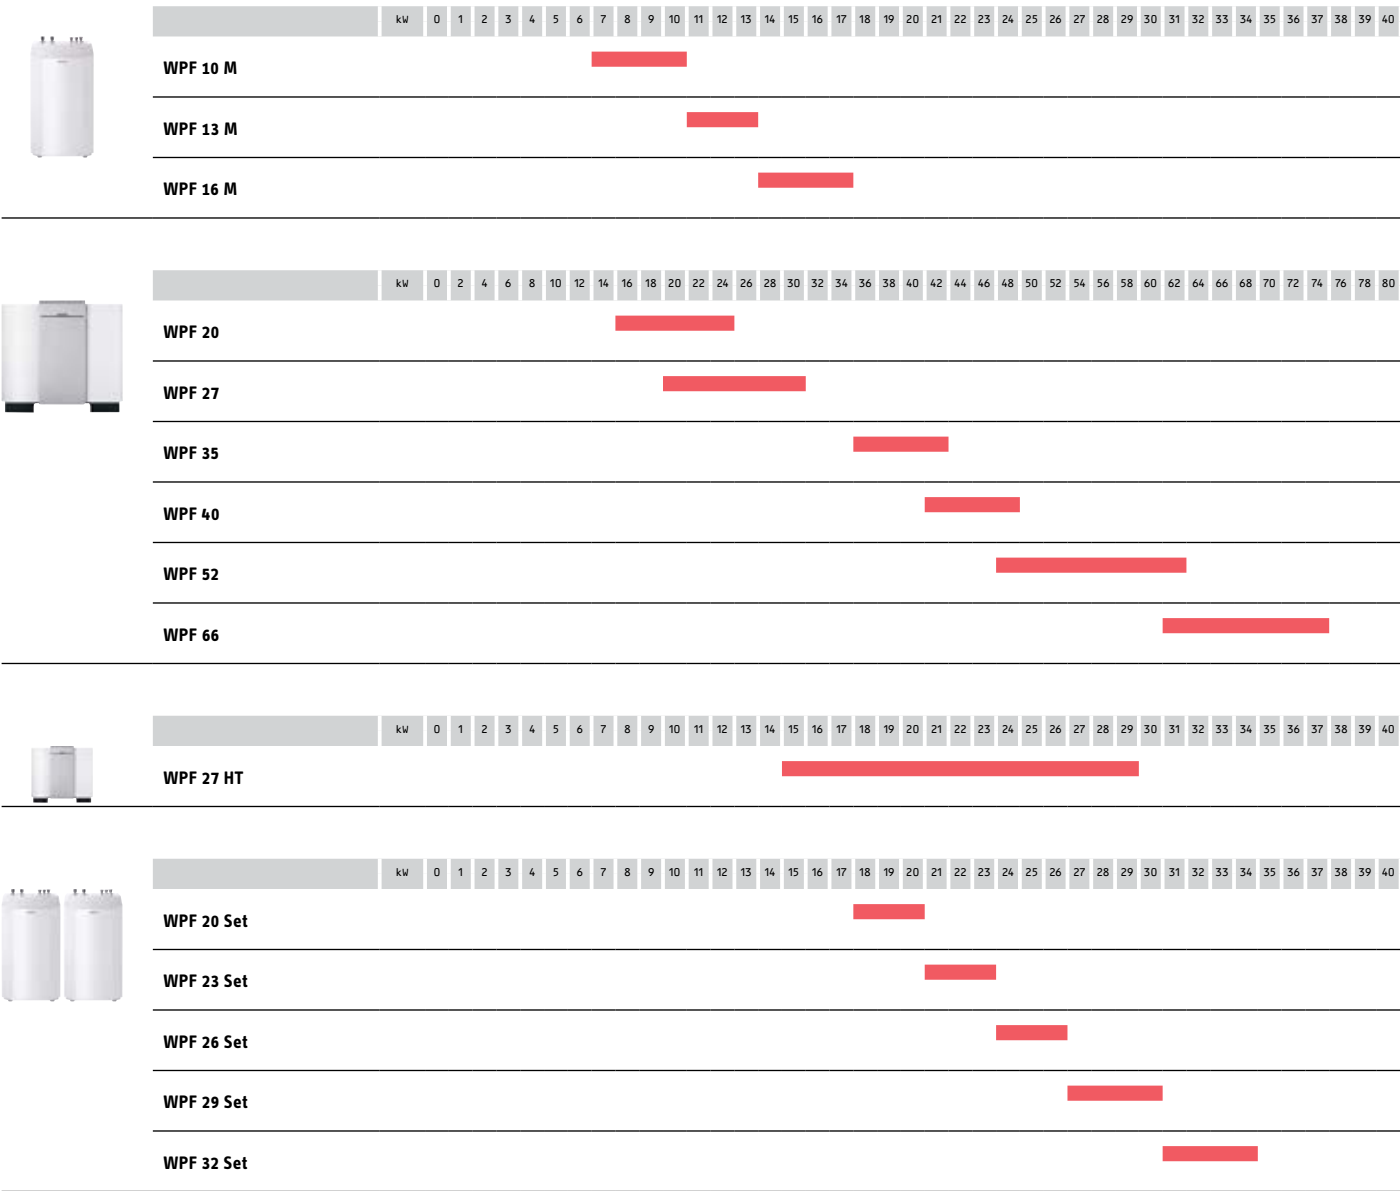 kW 0 1 2 3 4 5 6 7 8 9 10 11 12 13 14 15 16 17 18 19 20 21 22 23 24 25 26 27 28 29 30 31 32 33 34 35 36 37 38 39 40
WPF 10 M
WPF 13 M
WPF 16 M
kW 0 2 4 6 8 10 12 14 16 18 20 22 24 26 28 30 32 34 36 38 40 42 44 46 48 50 52 54 56 58 60 62 64 66 68 70 72 74 76 78 80
WPF 20
WPF 27
WPF 35
WPF 40
WPF 52
WPF 66
kW 0 1 2 3 4 5 6 7 8 9 10 11 12 13 14 15 16 17 18 19 20 21 22 23 24 25 26 27 28 29 30 31 32 33 34 35 36 37 38 39 40
WPF 27 HT
kW 0 1 2 3 4 5 6 7 8 9 10 11 12 13 14 15 16 17 18 19 20 21 22 23 24 25 26 27 28 29 30 31 32 33 34 35 36 37 38 39 40
WPF 20 Set
WPF 23 Set
WPF 26 Set
WPF 29 Set
WPF 32 Set